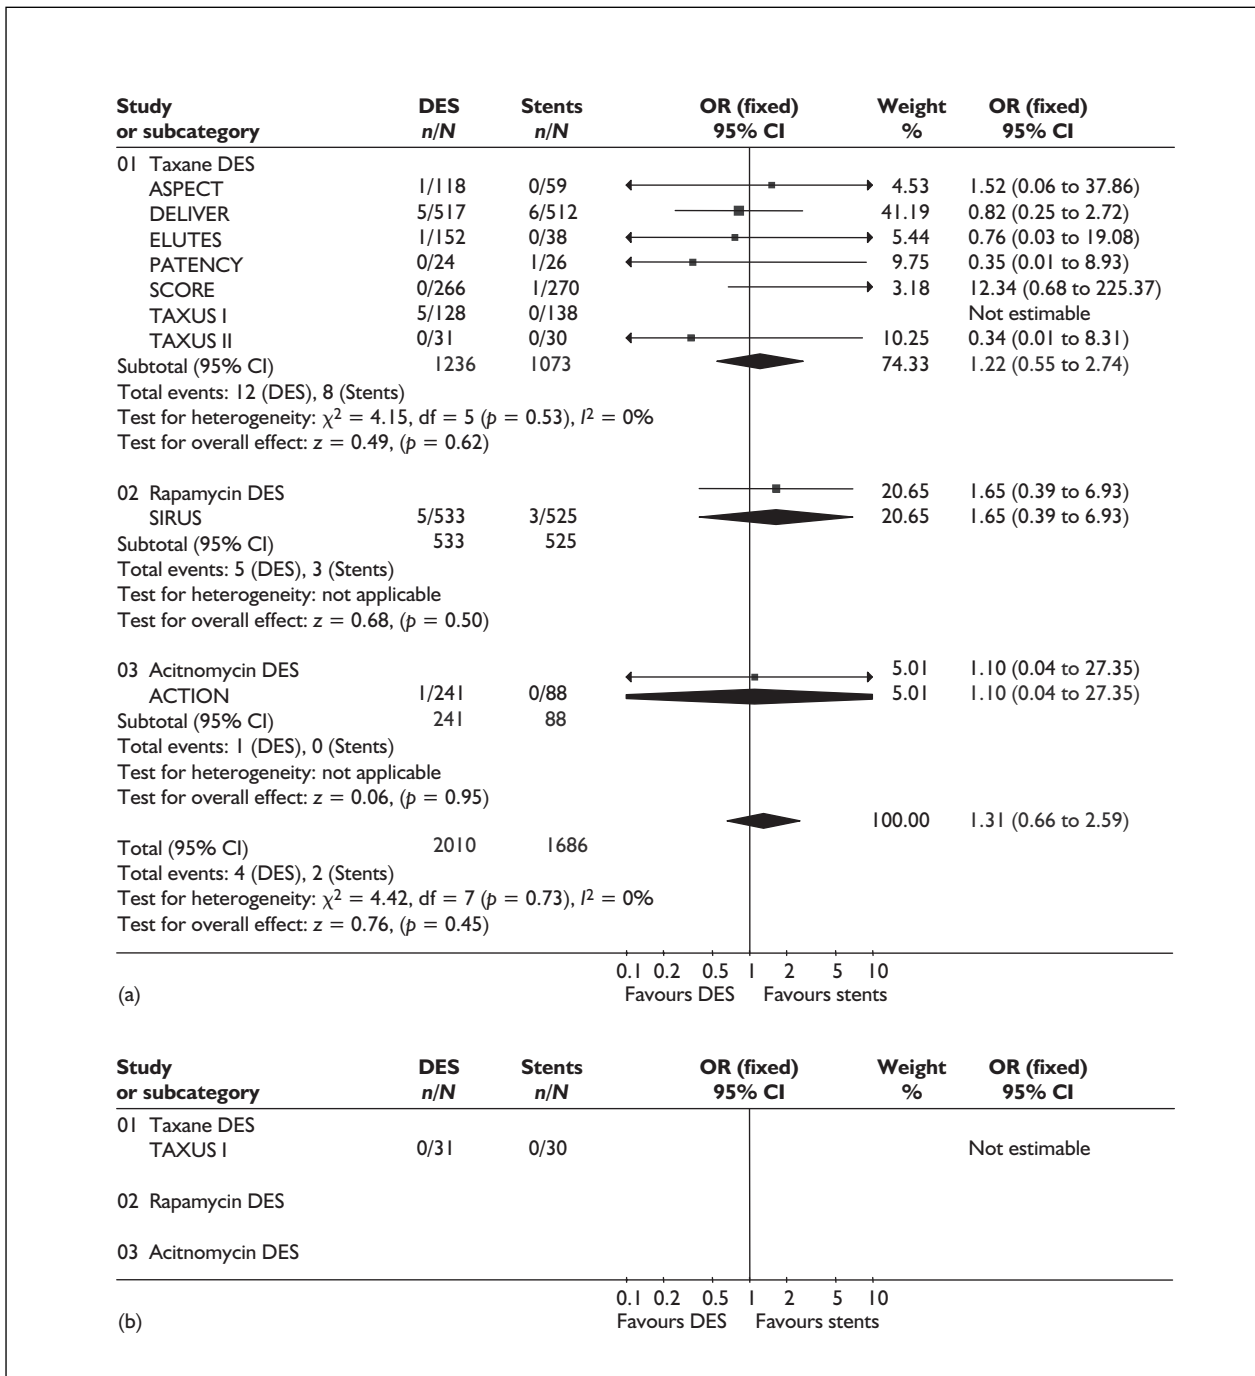 Study DES Stents OR (fixed) Weight OR (fixed)
or subcategory n/N n/N 95% CI % 95% CI
01 Taxane DES
ASPECT 1/118 0/59 4.53 1.52 (0.06 to 37.86)
DELIVER 5/517 6/512 41.19 0.82 (0.25 to 2.72)
ELUTES 1/152 0/38 5.44 0.76 (0.03 to 19.08)
PATENCY 0/24 1/26 9.75 0.35 (0.01 to 8.93)
SCORE 0/266 1/270 3.18 12.34 (0.68 to 225.37)
TAXUS I 5/128 0/138 Not estimable
TAXUS II 0/31 0/30 10.25 0.34 (0.01 to 8.31)
Subtotal (95% CI) 1236 1073 74.33 1.22 (0.55 to 2.74)
Total events: 12 (DES), 8 (Stents)
Test for heterogeneity: χ² = 4.15, df = 5 (p = 0.53), I² = 0%
Test for overall effect: z = 0.49, (p = 0.62)
02 Rapamycin DES 20.65 1.65 (0.39 to 6.93)
SIRUS 5/533 3/525 20.65 1.65 (0.39 to 6.93)
Subtotal (95% CI) 533 525
Total events: 5 (DES), 3 (Stents)
Test for heterogeneity: not applicable
Test for overall effect: z = 0.68, (p = 0.50)
03 Acitnomycin DES 5.01 1.10 (0.04 to 27.35)
ACTION 1/241 0/88 5.01 1.10 (0.04 to 27.35)
Subtotal (95% CI) 241 88
Total events: 1 (DES), 0 (Stents)
Test for heterogeneity: not applicable
Test for overall effect: z = 0.06, (p = 0.95)
100.00 1.31 (0.66 to 2.59)
Total (95% CI) 2010 1686
Total events: 4 (DES), 2 (Stents)
Test for heterogeneity: χ² = 4.42, df = 7 (p = 0.73), I² = 0%
Test for overall effect: z = 0.76, (p = 0.45)
0.1 0.2 0.5 1 2 5 10
(a) Favours DES Favours stents
Study DES Stents OR (fixed) Weight OR (fixed)
or subcategory n/N n/N 95% CI % 95% CI
01 Taxane DES
TAXUS I 0/31 0/30 Not estimable
02 Rapamycin DES
03 Acitnomycin DES
0.1 0.2 0.5 1 2 5 10
(b) Favours DES Favours stents